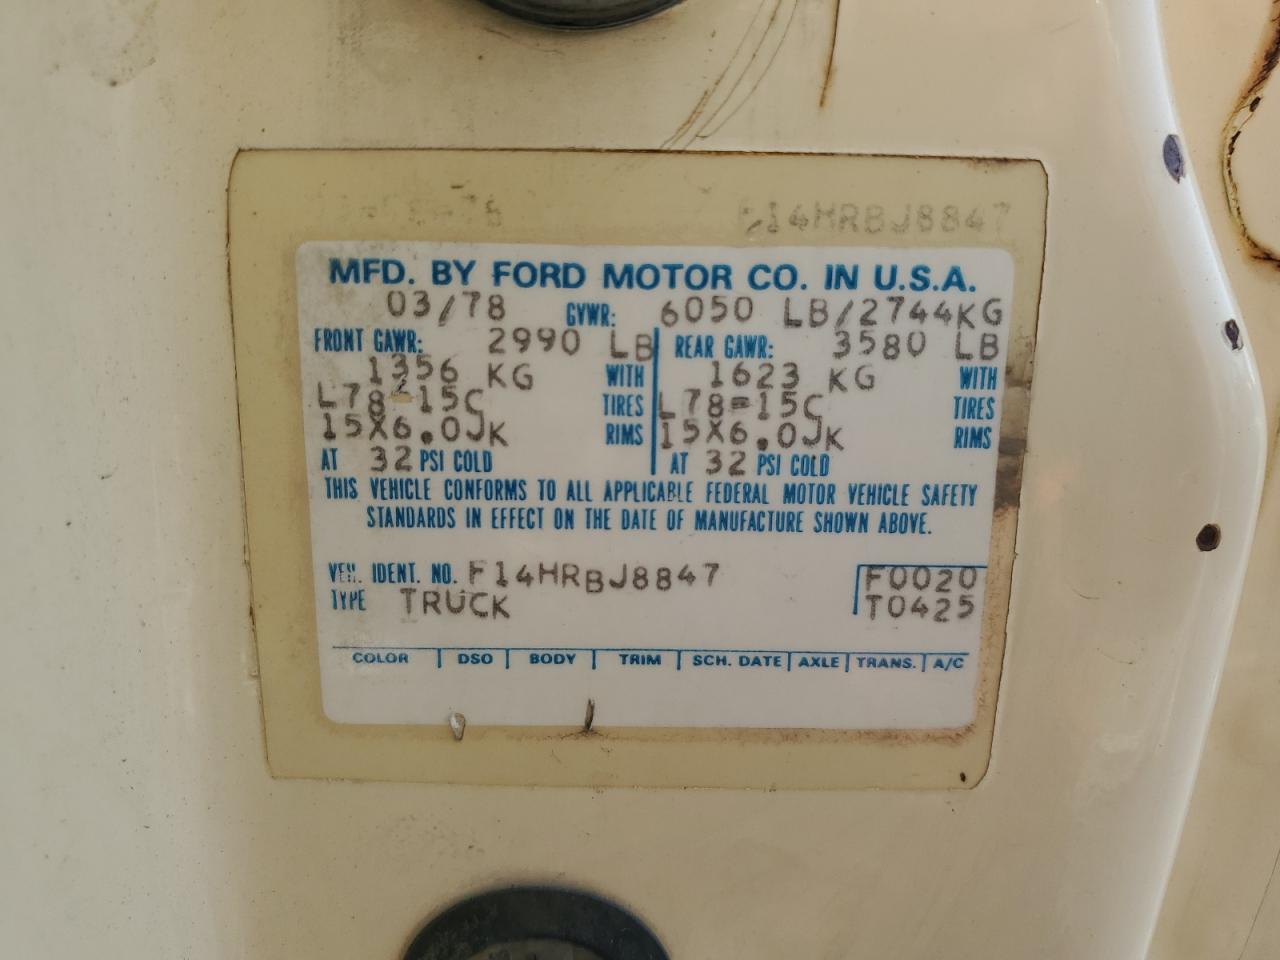 F14HRBJ8847
MFD. BY FORD MOTOR CO. IN U.S.A.
03/78 GVWR: 6050 LB/2744KG
FRONT GAWR: 2990 LB REAR GAWR: 3580 LB
1356 KG WITH 1623 KG WITH
L78-15C TIRES L78-15C TIRES
15X6.0JK RIMS 15X6.0JK RIMS
AT 32 PSI COLD AT 32 PSI COLD
THIS VEHICLE CONFORMS TO ALL APPLICABLE FEDERAL MOTOR VEHICLE SAFETY
STANDARDS IN EFFECT ON THE DATE OF MANUFACTURE SHOWN ABOVE.
VEH. IDENT. NO. F14HRBJ8847 F0020
TYPE TRUCK T0425
COLOR DSO BODY TRIM SCH. DATE AXLE TRANS. A/C